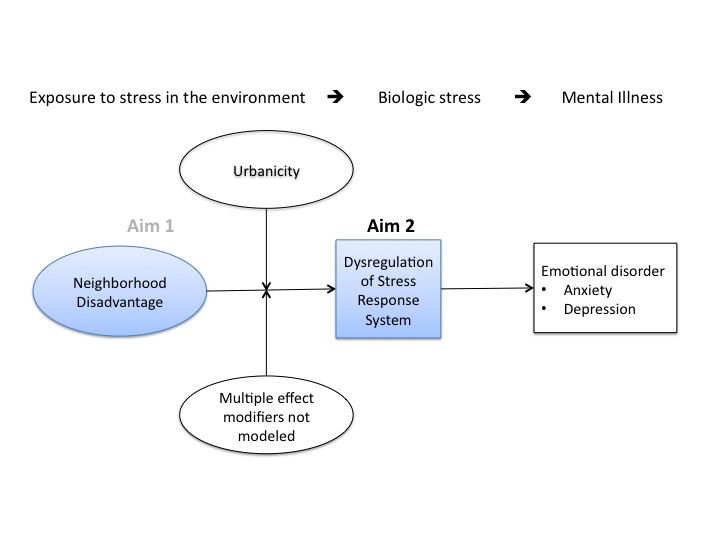 Exposure to stress in the environment ➔ Biologic stress ➔ Mental Illness
Urbanicity
Aim 1
Aim 2
Neighborhood
Disadvantage
Dysregulation
of Stress
Response
System
Emotional disorder
• Anxiety
• Depression
Multiple effect
modifiers not
modeled